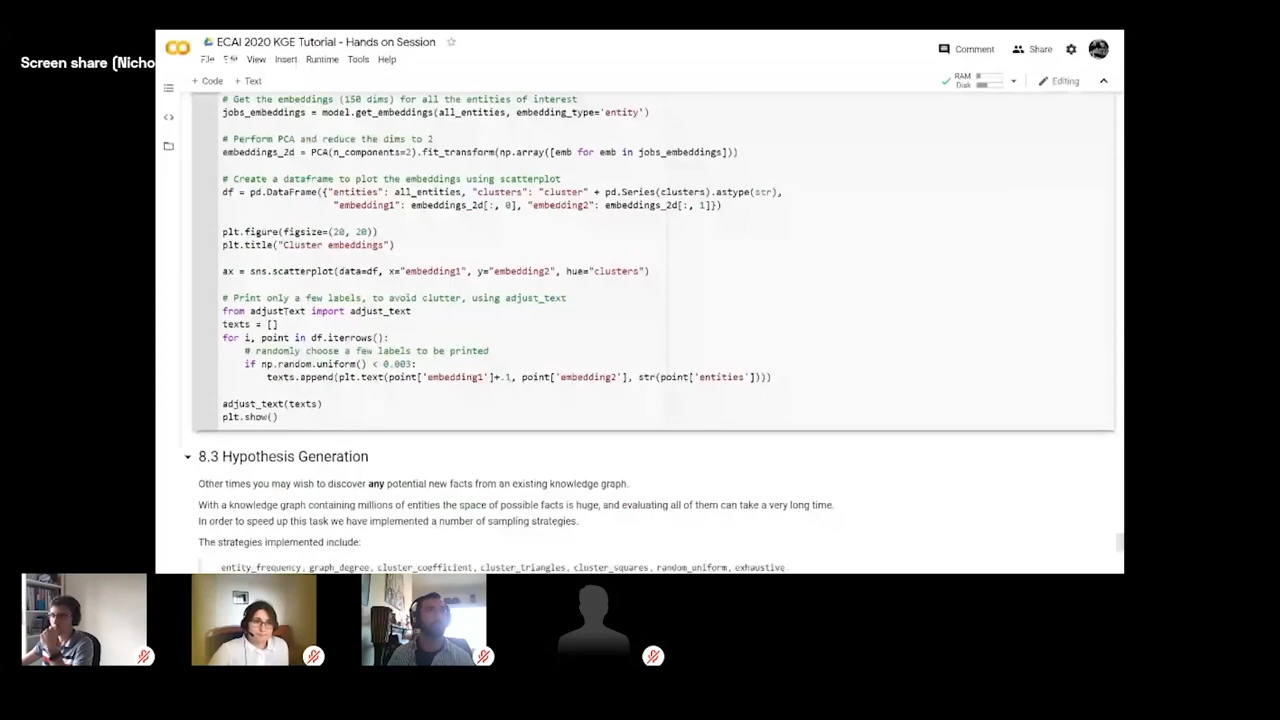 ECAI 2020 KGE Tutorial - Hands on Session
Screen share (Nicho
File Edit View Insert Runtime Tools Help
Comment Share
+ Code + Text
RAM
Disk
Editing
# Get the embeddings (150 dims) for all the entities of interest
jobs_embeddings = model.get_embeddings(all_entities, embedding_type='entity')
# Perform PCA and reduce the dims to 2
embeddings_2d = PCA(n_components=2).fit_transform(np.array([emb for emb in jobs_embeddings]))
# Create a dataframe to plot the embeddings using scatterplot
df = pd.DataFrame({"entities": all_entities, "clusters": "cluster" + pd.Series(clusters).astype(str),
"embedding1": embeddings_2d[:, 0], "embedding2": embeddings_2d[:, 1]})
plt.figure(figsize=(20, 20))
plt.title("Cluster embeddings")
ax = sns.scatterplot(data=df, x="embedding1", y="embedding2", hue="clusters")
# Print only a few labels, to avoid clutter, using adjust_text
from adjustText import adjust_text
texts = []
for i, point in df.iterrows():
# randomly choose a few labels to be printed
if np.random.uniform() < 0.003:
texts.append(plt.text(point['embedding1']+.1, point['embedding2'], str(point['entities'])))
adjust_text(texts)
plt.show()
8.3 Hypothesis Generation
Other times you may wish to discover any potential new facts from an existing knowledge graph.
With a knowledge graph containing millions of entities the space of possible facts is huge, and evaluating all of them can take a very long time.
In order to speed up this task we have implemented a number of sampling strategies.
The strategies implemented include:
entity_frequency, graph_degree, cluster_coefficient, cluster_triangles, cluster_squares, random_uniform, exhaustive.